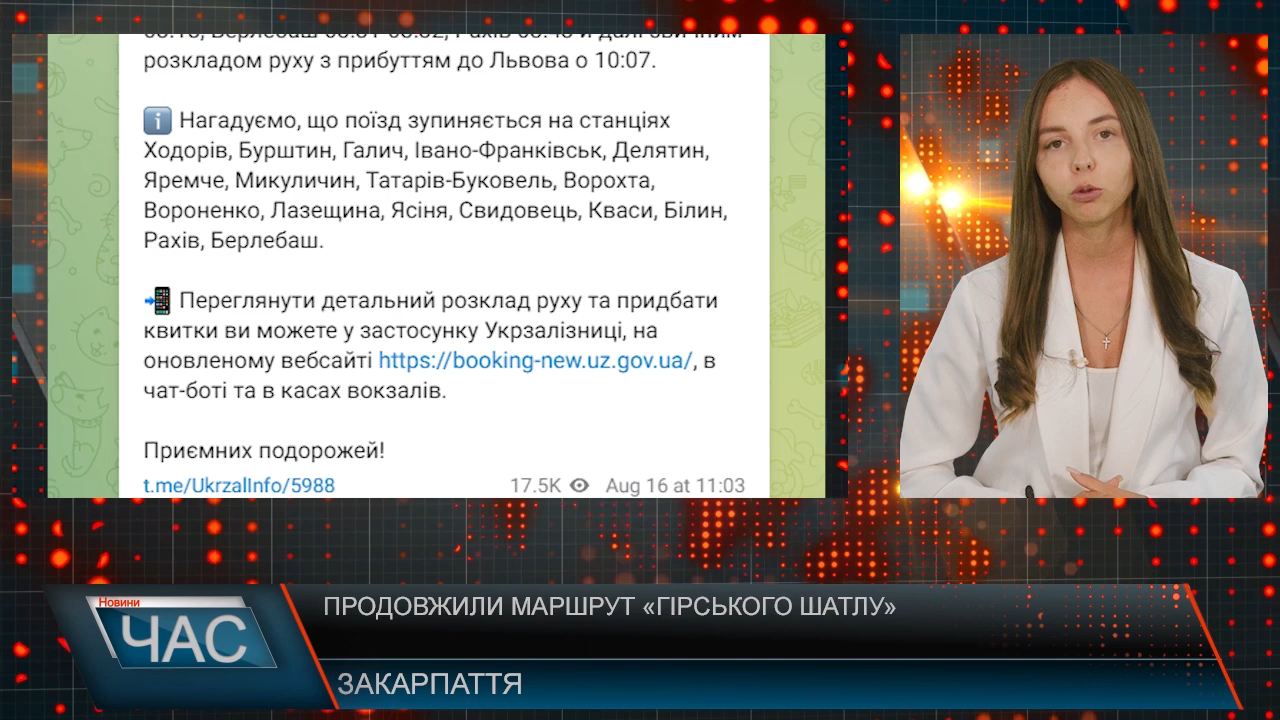 розкладом руху з прибуттям до Львова о 10:07.
Нагадуємо, що поїзд зупиняється на станціях
Ходорів, Бурштин, Галич, Івано-Франківськ, Делятин,
Яремче, Микуличин, Татарів-Буковель, Ворохта,
Вороненко, Лазещина, Ясіня, Свидовець, Кваси, Білин,
Рахів, Берлебаш.
Переглянути детальний розклад руху та придбати
квитки ви можете у застосунку Укрзалізниці, на
оновленому вебсайті https://booking-new.uz.gov.ua/, в
чат-боті та в касах вокзалів.
Приємних подорожей!
t.me/UkrzalInfo/5988 17.5K Aug 16 at 11:03
Новини
ЧАС
ПРОДОВЖИЛИ МАРШРУТ «ГІРСЬКОГО ШАТЛУ»
ЗАКАРПАТТЯ